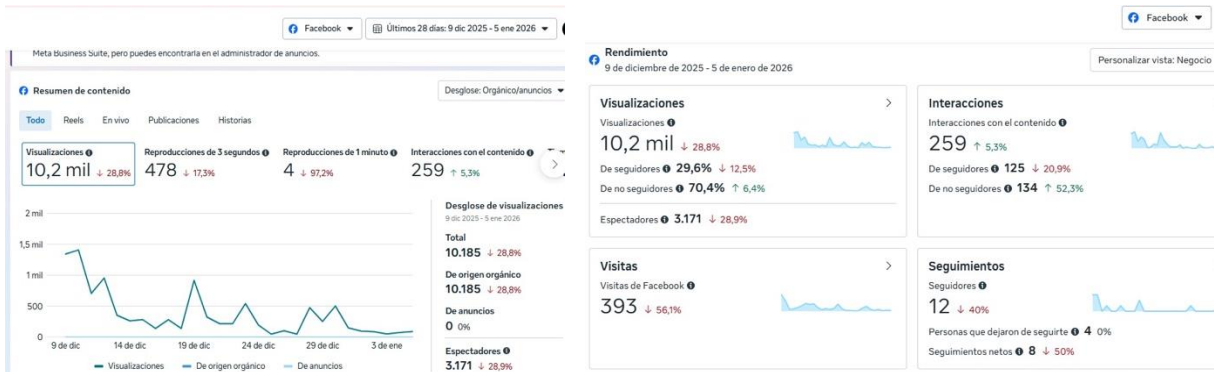 Facebook
Últimos 28 días: 9 dic 2025 - 5 ene 2026
Meta Business Suite, pero puedes encontrarla en el administrador de anuncios.
Resumen de contenido
Desglose: Orgánico/anuncios
Todo Reels En vivo Publicaciones Historias
Visualizaciones
10,2 mil ↓ 28,8%
Reproducciones de 3 segundos
478 ↓ 17,3%
Reproducciones de 1 minuto
4 ↓ 97,2%
Interacciones con el contenido
259 ↑ 5,3%
2 mil
1,5 mil
1 mil
500
0
9 de dic 14 de dic 19 de dic 24 de dic 29 de dic 3 de ene
Visualizaciones De origen orgánico De anuncios
Desglose de visualizaciones
9 dic 2025 - 5 ene 2026
Total
10.185 ↓ 28,8%
De origen orgánico
10.185 ↓ 28,8%
De anuncios
0 0%
Espectadores
3.171 ↓ 28,9%
Facebook
Rendimiento
9 de diciembre de 2025 - 5 de enero de 2026
Personalizar vista: Negocio
Visualizaciones
Visualizaciones
10,2 mil ↓ 28,8%
De seguidores 29,6% ↓ 12,5%
De no seguidores 70,4% ↑ 6,4%
Espectadores 3.171 ↓ 28,9%
Interacciones
Interacciones con el contenido
259 ↑ 5,3%
De seguidores 125 ↓ 20,9%
De no seguidores 134 ↑ 52,3%
Visitas
Visitas de Facebook
393 ↓ 56,1%
Seguimientos
Seguidores
12 ↓ 40%
Personas que dejaron de seguirte 4 0%
Seguimientos netos 8 ↓ 50%